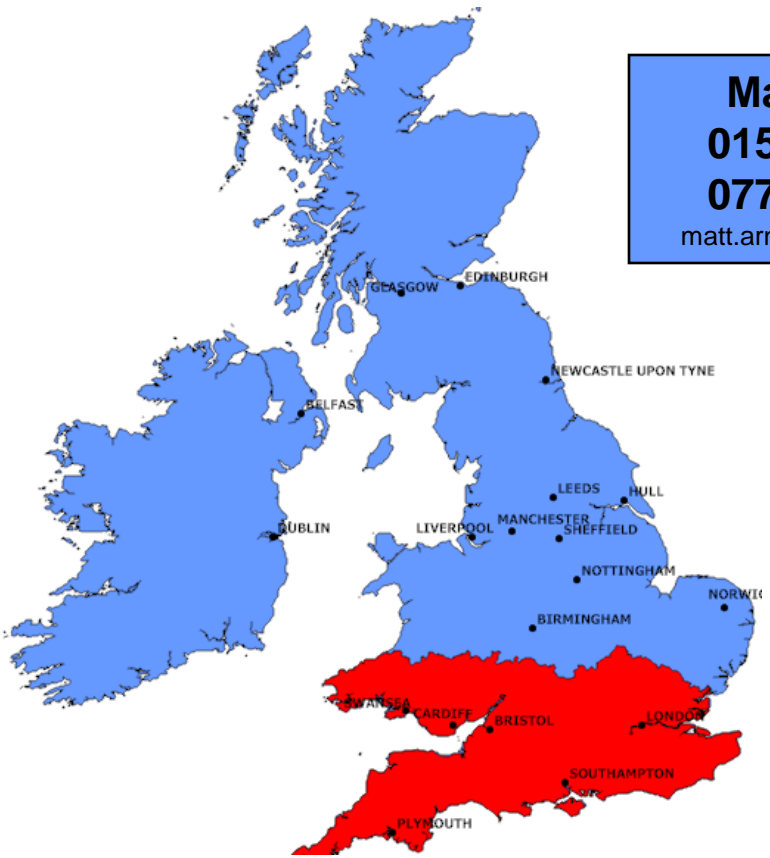 Ma
015
077
matt.arr
EDINBURGH
GLASGOW
NEWCASTLE UPON TYNE
BELFAST
LEEDS
HULL
MANCHESTER
LIVERPOOL
SHEFFIELD
DUBLIN
NOTTINGHAM
NORWIC
BIRMINGHAM
SWANSEA
CARDIFF
BRISTOL
LONDON
SOUTHAMPTON
PLYMOUTH